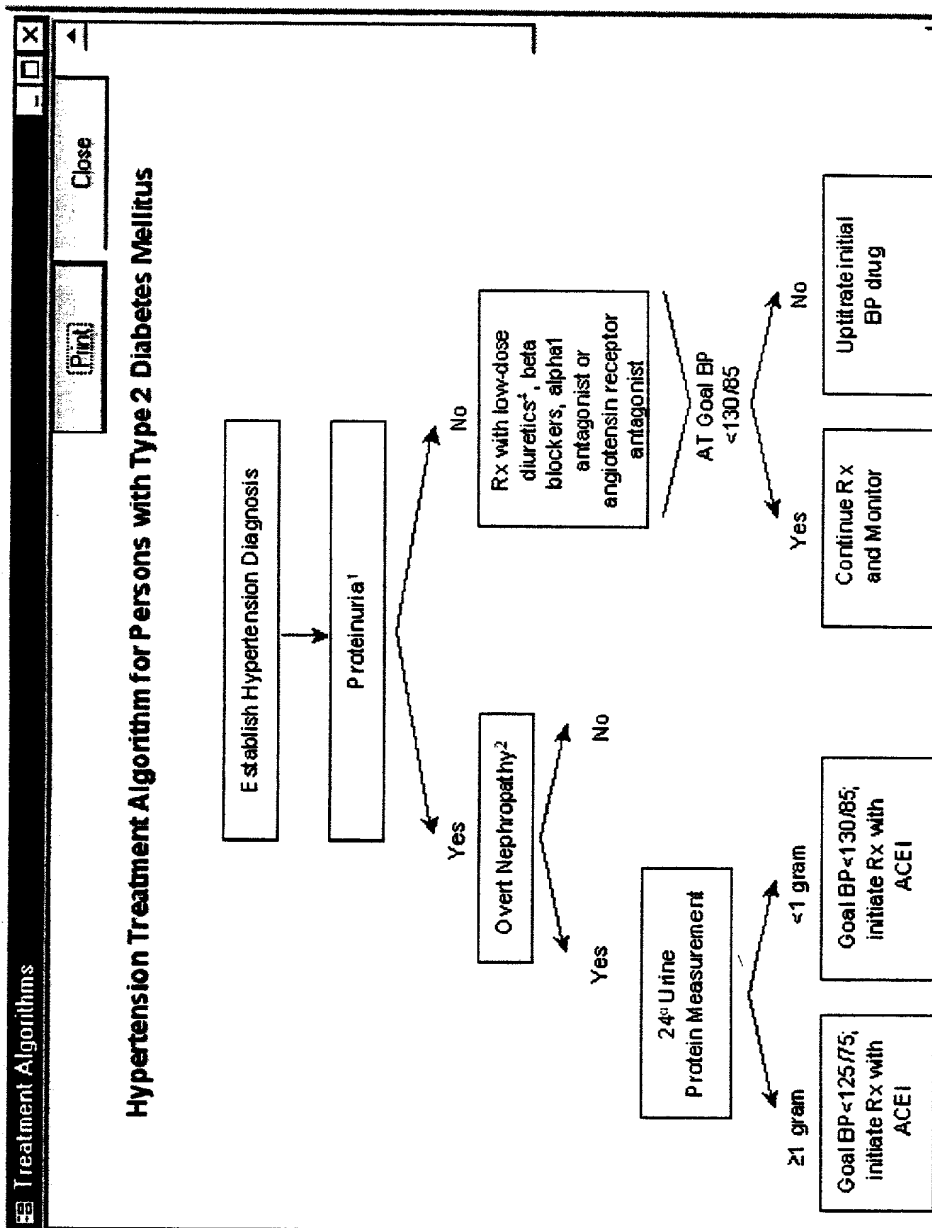 Treatment Algorithms
Print
Close
Hypertension Treatment Algorithm for Persons with Type 2 Diabetes Mellitus
Establish Hypertension Diagnosis
Proteinuria¹
Yes
No
Overt Nephropathy²
Rx with low-dose
diuretics⁴, beta
blockers, alpha1
antagonist or
angiotensin receptor
antagonist
Yes
No
AT Goal BP
<130/85
24ᵅ Urine
Protein Measurement
Yes
No
≥1 gram
<1 gram
Goal BP<125/75;
initiate Rx with
ACEI
Goal BP<130/85;
initiate Rx with
ACEI
Continue Rx
and Monitor
Uptitrate initial
BP drug